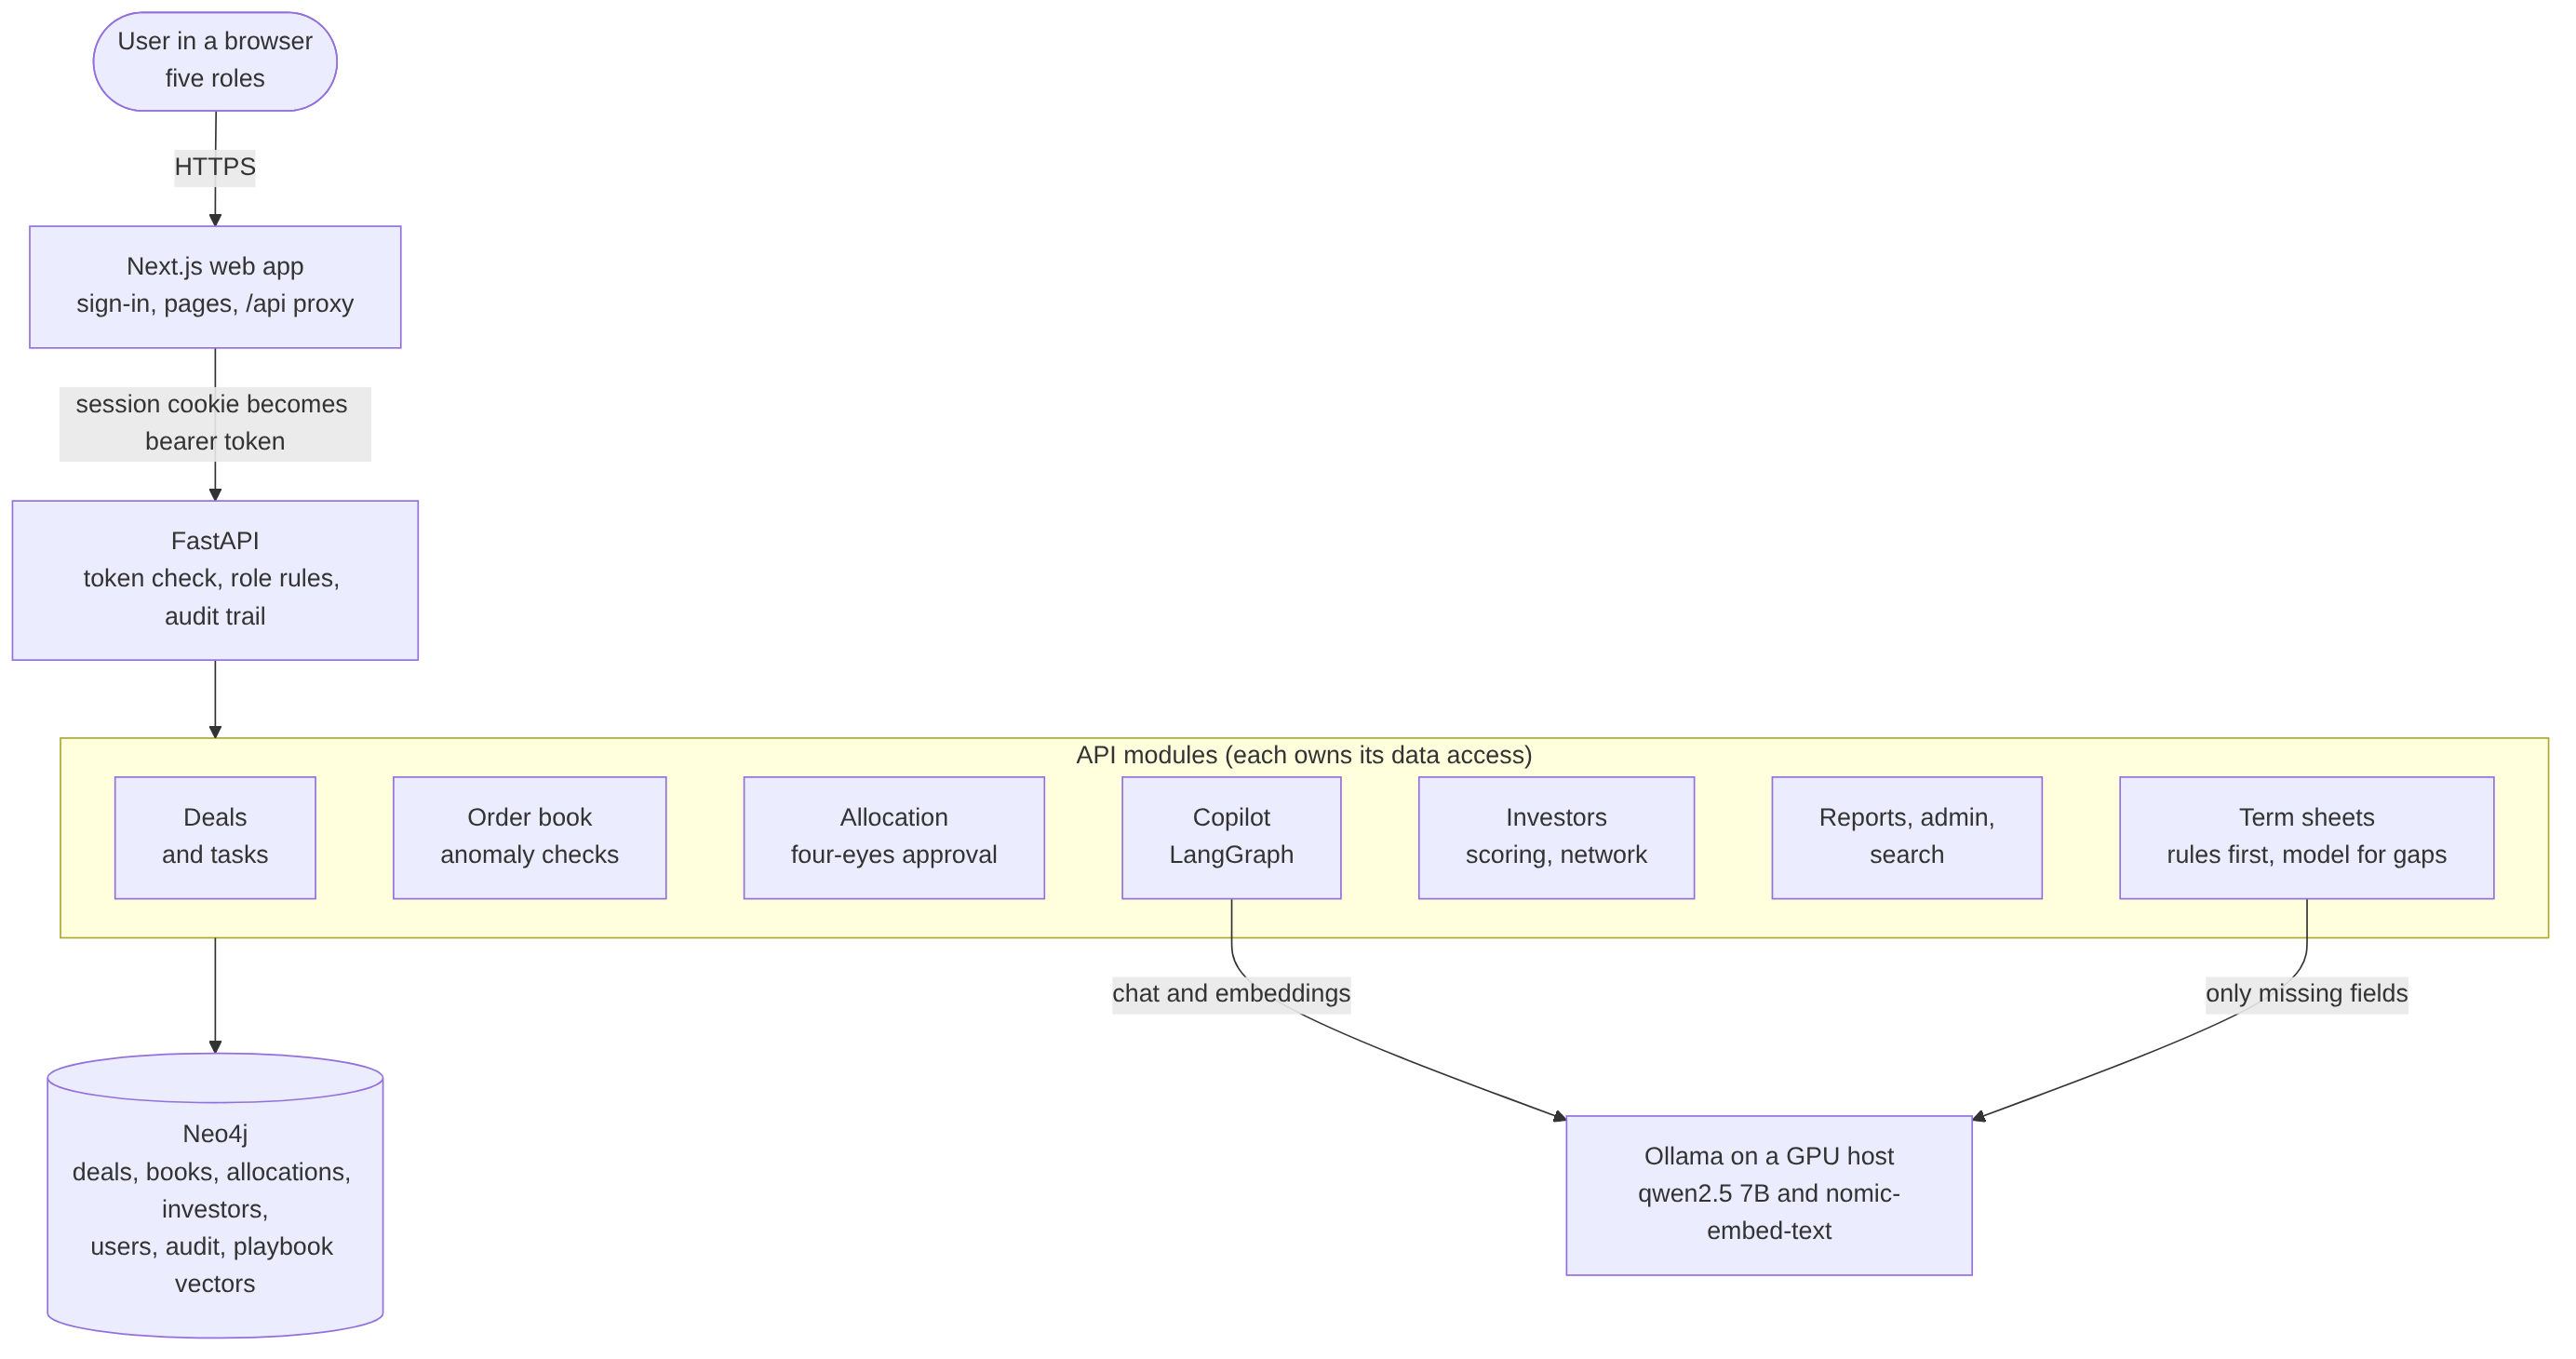 User in a browser
five roles
HTTPS
Next.js web app
sign-in, pages, /api proxy
session cookie becomes
bearer token
FastAPI
token check, role rules,
audit trail
API modules (each owns its data access)
Deals
and tasks
Order book
anomaly checks
Allocation
four-eyes approval
Copilot
LangGraph
Investors
scoring, network
Reports, admin,
search
Term sheets
rules first, model for gaps
chat and embeddings
only missing fields
Neo4j
deals, books, allocations,
investors,
users, audit, playbook
vectors
Ollama on a GPU host
qwen2.5 7B and nomic-
embed-text